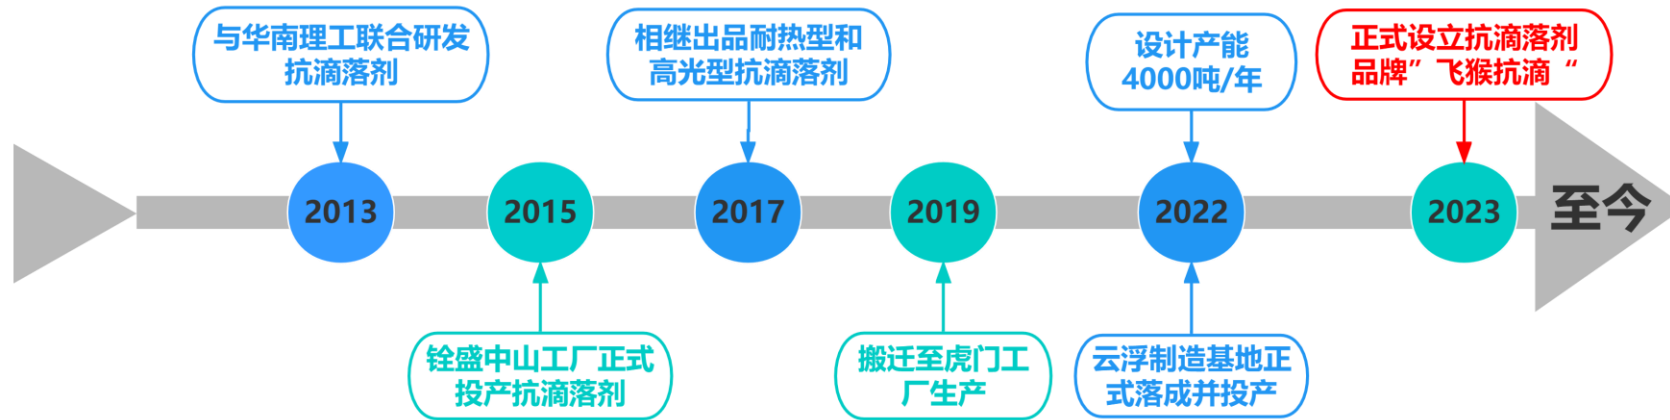 与华南理工联合研发
抗滴落剂
相继出品耐热型和
高光型抗滴落剂
设计产能
4000吨/年
正式设立抗滴落剂
品牌”飞猴抗滴“
2013
2015
2017
2019
2022
2023
至今
铨盛中山工厂正式
投产抗滴落剂
搬迁至虎门工
厂生产
云浮制造基地正
式落成并投产